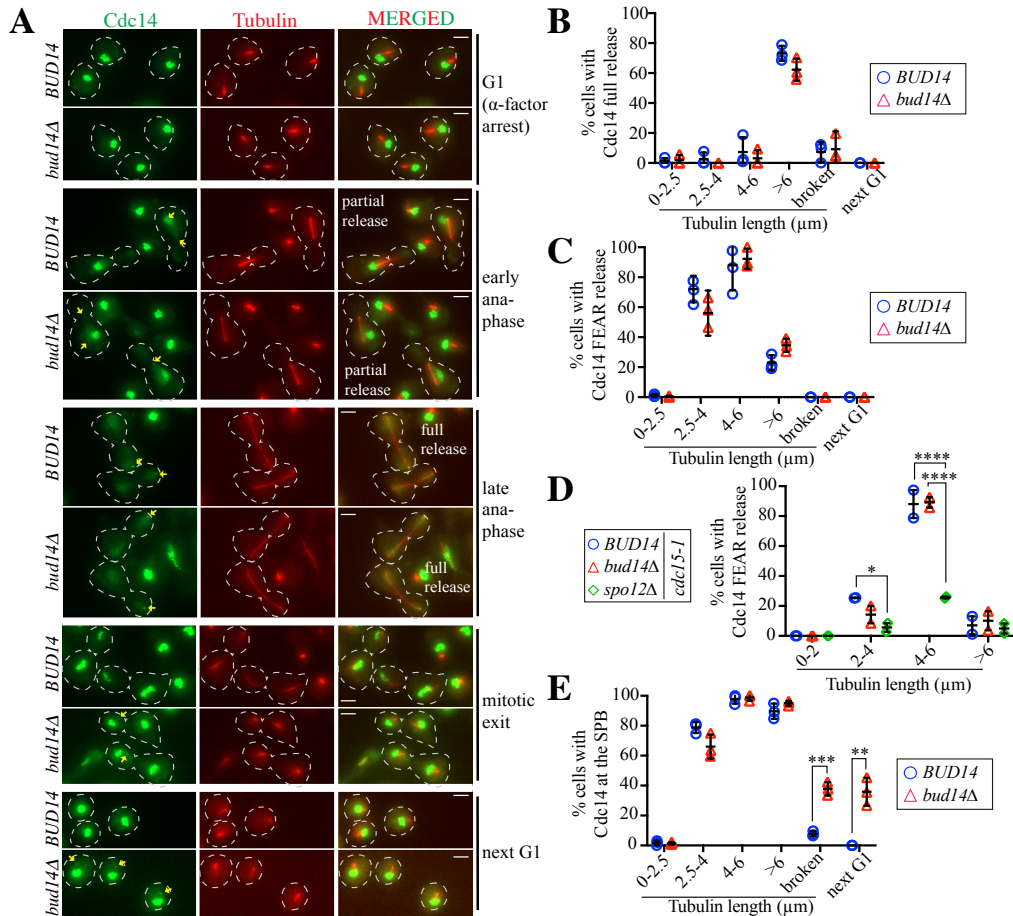 A
Cdc14
Tubulin
MERGED
BUD14
bud14Δ
G1
(α-factor
arrest)
BUD14
bud14Δ
partial
release
partial
release
early
ana-
phase
BUD14
bud14Δ
full
release
full
release
late
ana-
phase
BUD14
bud14Δ
mitotic
exit
BUD14
bud14Δ
next G1
B
% cells with
Cdc14 full release
80
60
40
20
0
0-2.5
2.5-4
4-6
>6
broken
next G1
Tubulin length (µm)
BUD14
bud14Δ
C
% cells with
Cdc14 FEAR release
100
80
60
40
20
0
0-2.5
2.5-4
4-6
>6
broken
next G1
Tubulin length (µm)
BUD14
bud14Δ
D
BUD14
bud14Δ
spo12Δ
cdc15-1
% cells with
Cdc14 FEAR release
100
80
60
40
20
0
*
****
****
0-2
2-4
4-6
>6
Tubulin length (µm)
E
% cells with
Cdc14 at the SPB
100
80
60
40
20
0
***
**
0-2.5
2.5-4
4-6
>6
broken
next G1
Tubulin length (µm)
BUD14
bud14Δ